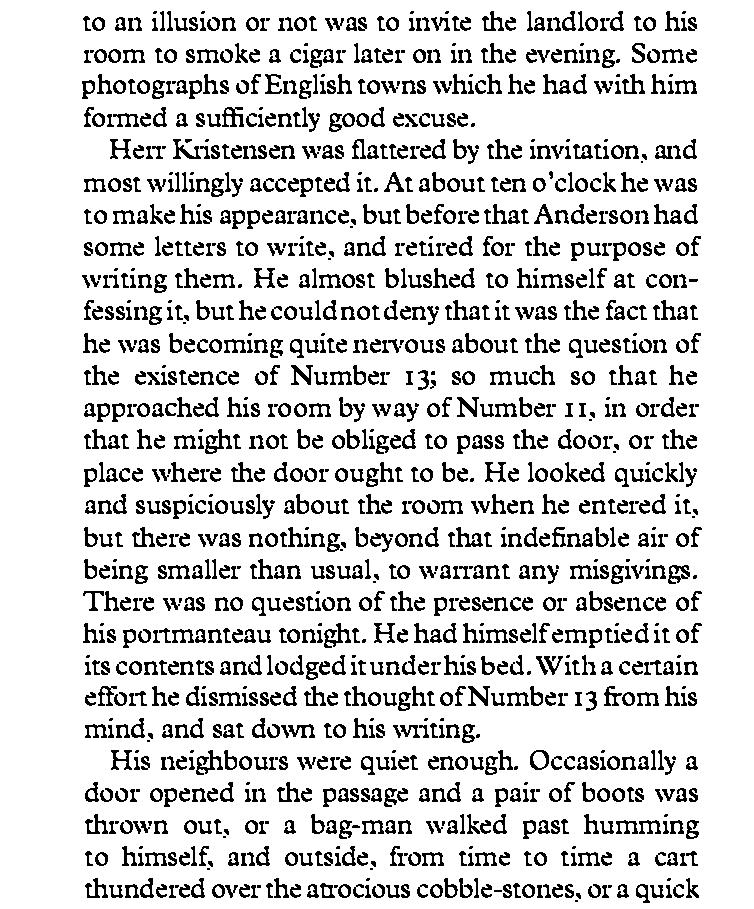 to an illusion or not was to invite the landlord to his
room to smoke a cigar later on in the evening. Some
photographs of English towns which he had with him
formed a sufficiently good excuse.
Herr Kristensen was flattered by the invitation, and
most willingly accepted it. At about ten o'clock he was
to make his appearance, but before that Anderson had
some letters to write, and retired for the purpose of
writing them. He almost blushed to himself at con-
fessing it, but he could not deny that it was the fact that
he was becoming quite nervous about the question of
the existence of Number 13; so much so that he
approached his room by way of Number 11, in order
that he might not be obliged to pass the door, or the
place where the door ought to be. He looked quickly
and suspiciously about the room when he entered it,
but there was nothing, beyond that indefinable air of
being smaller than usual, to warrant any misgivings.
There was no question of the presence or absence of
his portmanteau tonight. He had himself emptied it of
its contents and lodged it under his bed. With a certain
effort he dismissed the thought of Number 13 from his
mind, and sat down to his writing.
His neighbours were quiet enough. Occasionally a
door opened in the passage and a pair of boots was
thrown out, or a bag-man walked past humming
to himself, and outside, from time to time a cart
thundered over the atrocious cobble-stones, or a quick